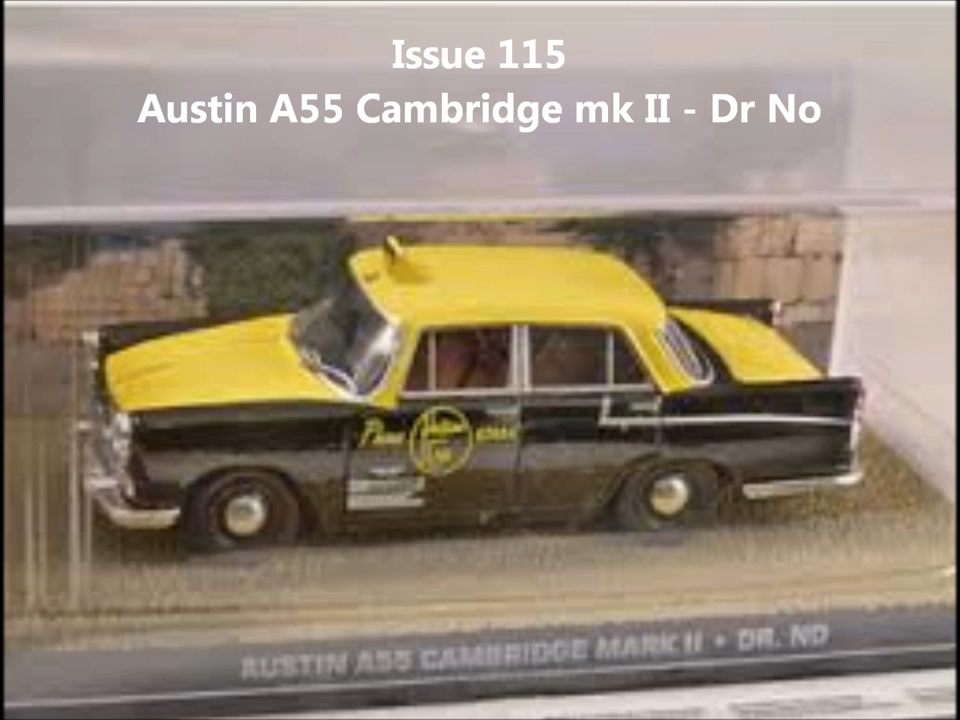 Issue 115
Austin A55 Cambridge mk II - Dr No
AUSTIN A55 CAMBRIDGE MARK II • DR. NO